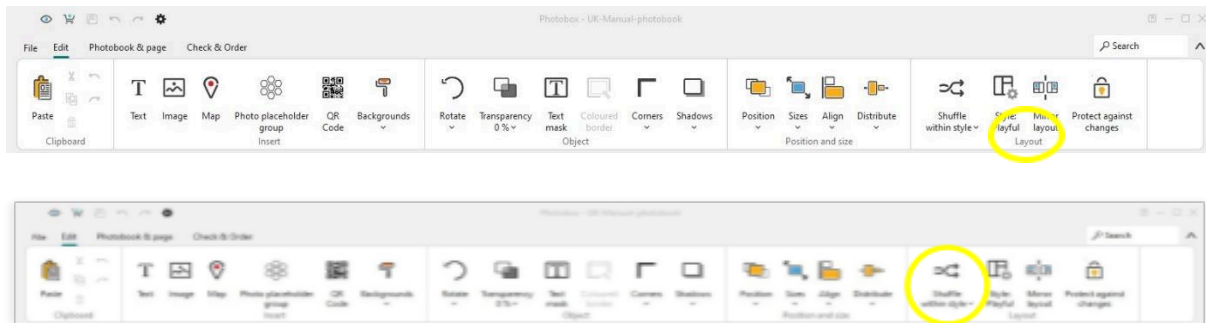 Photobox - UK-Manual-photobook
File Edit Photobook & page Check & Order Search
Paste Text Image Map Photo placeholder group QR Code Backgrounds Rotate Transparency 0 % Text mask Coloured border Corners Shadows Position Sizes Align Distribute Shuffle within style Style: Playful Mirror layout Protect against changes
Clipboard Insert Object Position and size Layout
Photobox - UK-Manual-photobook
File Edit Photobook & page Check & Order Search
Paste Text Image Map Photo placeholder group QR Code Backgrounds Rotate Transparency 0 % Text mask Coloured border Corners Shadows Position Sizes Align Distribute Shuffle within style Style: Playful Mirror layout Protect against changes
Clipboard Insert Object Position and size Layout